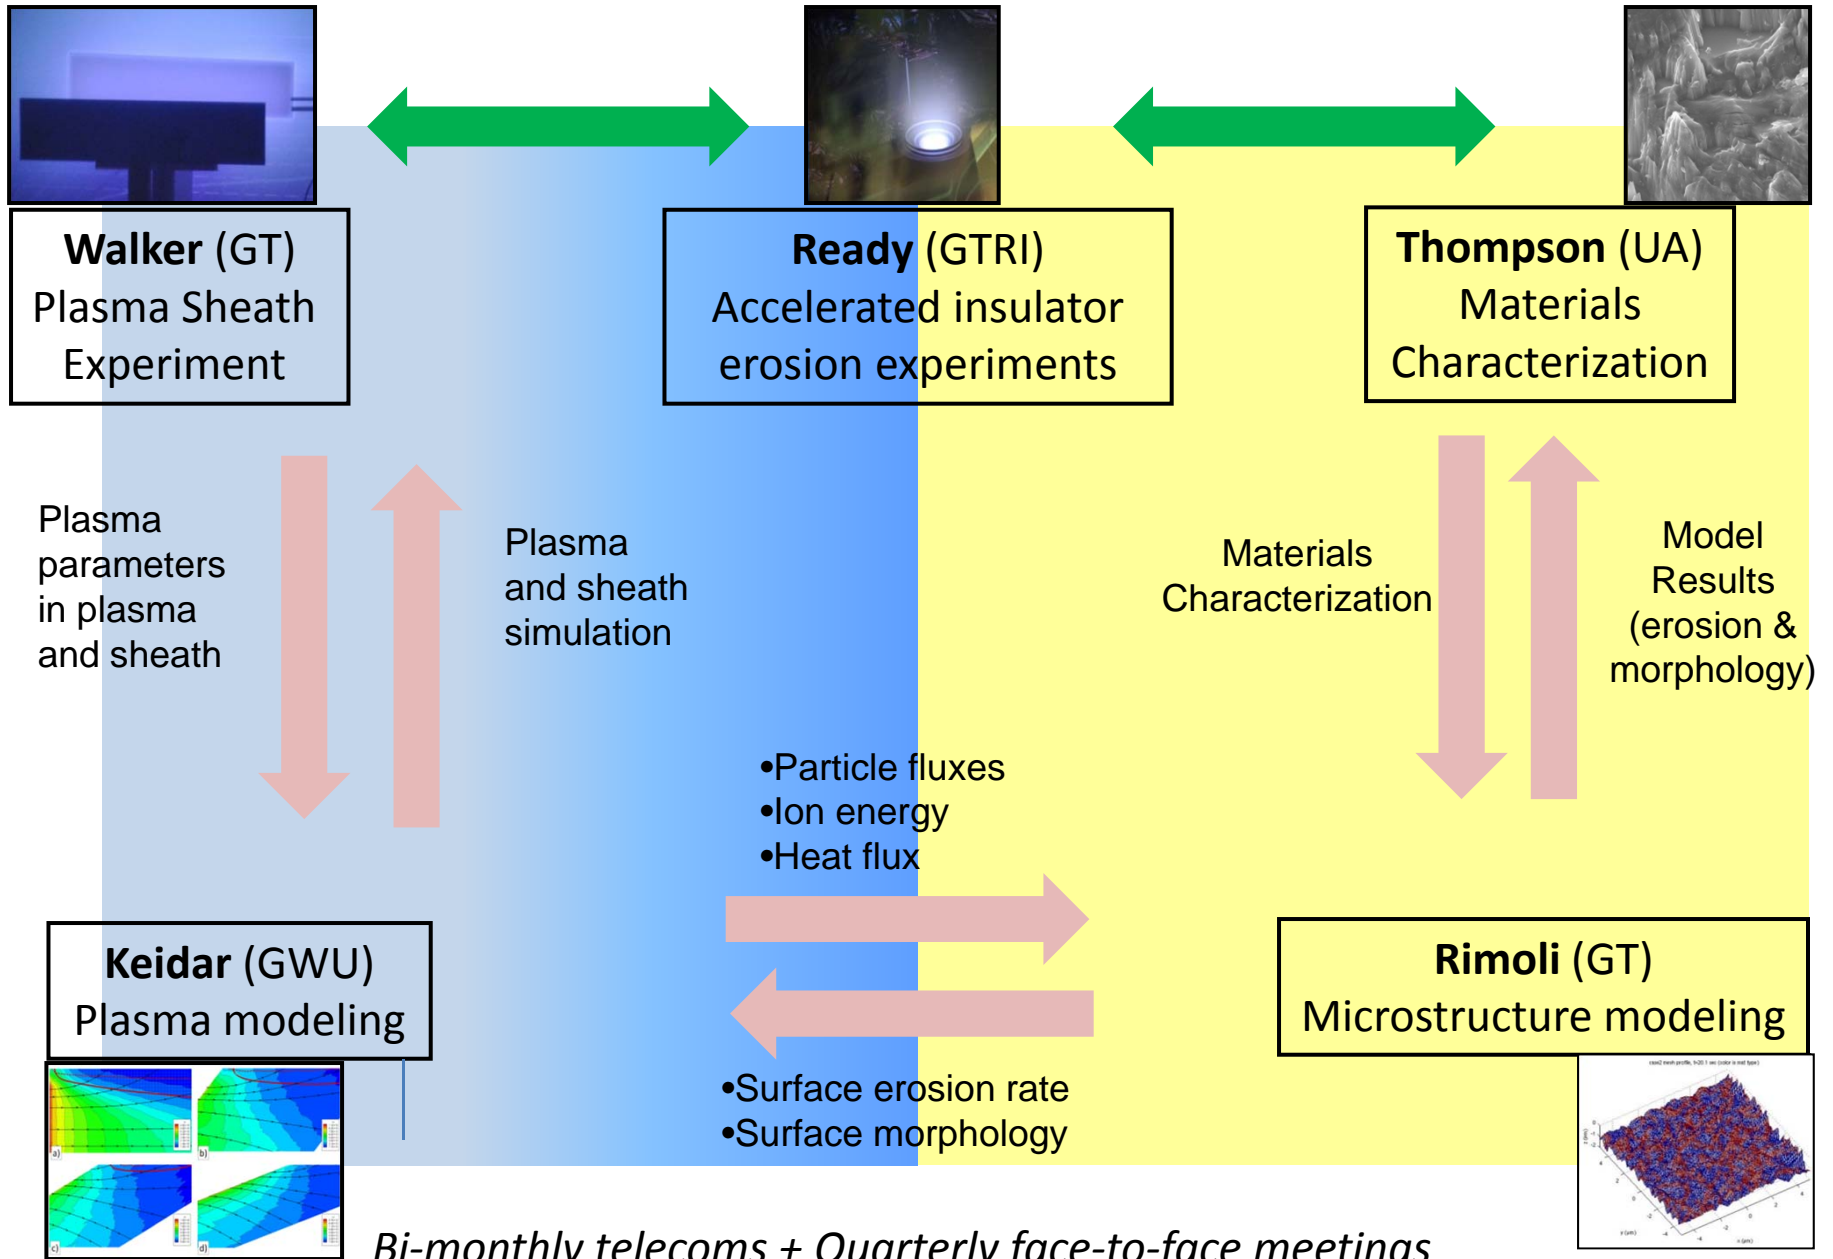 Walker (GT)
Plasma Sheath
Experiment
Ready (GTRI)
Accelerated insulator
erosion experiments
Thompson (UA)
Materials
Characterization
Plasma
parameters
in plasma
and sheath
Plasma
and sheath
simulation
Materials
Characterization
Model
Results
(erosion &
morphology)
•Particle fluxes
•Ion energy
•Heat flux
Keidar (GWU)
Plasma modeling
Rimoli (GT)
Microstructure modeling
•Surface erosion rate
•Surface morphology
a)
b)
c)
d)
Bi-monthly telecoms + Quarterly face-to-face meetings